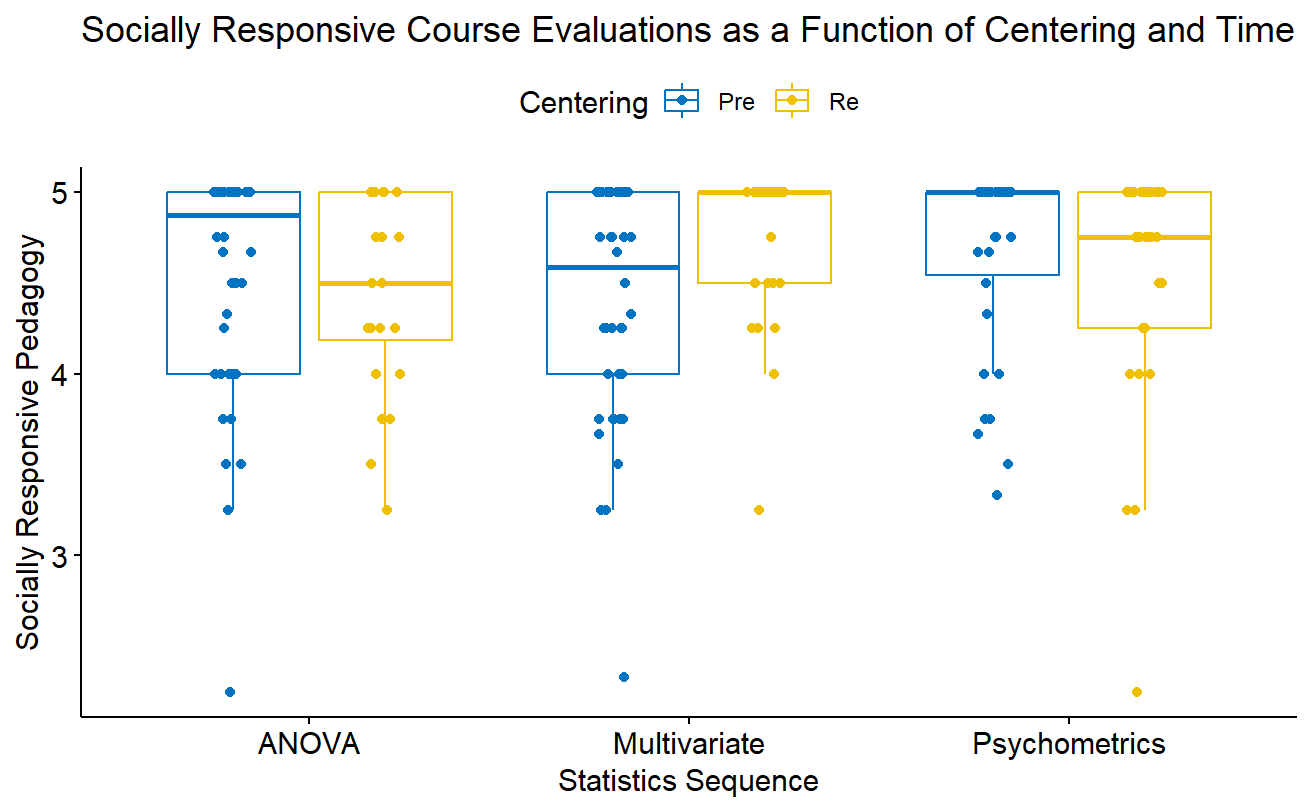 Socially Responsive Course Evaluations as a Function of Centering and Time
Centering Pre Re
Socially Responsive Pedagogy
5
4
3
ANOVA Multivariate Psychometrics
Statistics Sequence